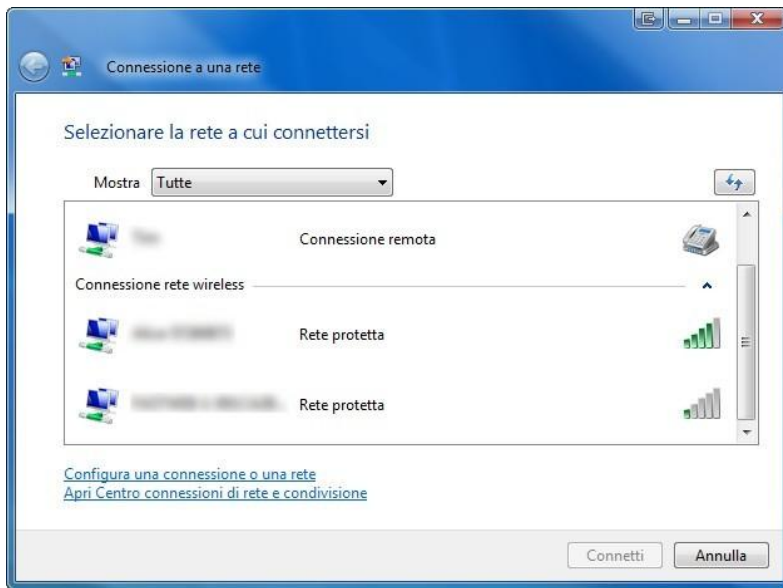 Connessione a una rete
Selezionare la rete a cui connettersi
Mostra Tutte
Connessione remota
Connessione rete wireless
Rete protetta
Rete protetta
Configura una connessione o una rete
Apri Centro connessioni di rete e condivisione
Connetti Annulla